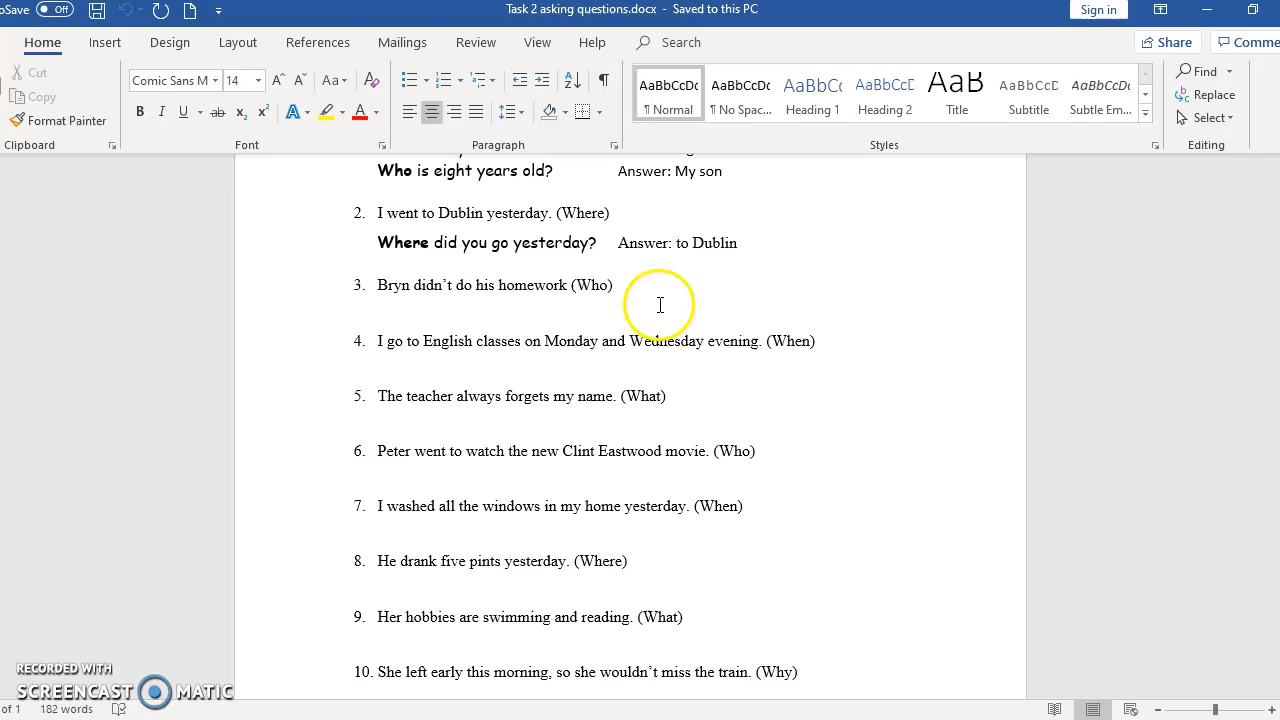 oSave Off Task 2 asking questions.docx - Saved to this PC Sign in
Home Insert Design Layout References Mailings Review View Help Search Share Comme
Cut
Copy
Format Painter
Comic Sans M 14 Aa
B I U ab x₂ x² A A
AaBbCcDc AaBbCcDc AaBbCc AaBbCcD AaB AaBbCcD AaBbCcDc
¶ Normal ¶ No Spac... Heading 1 Heading 2 Title Subtitle Subtle Em...
Find
Replace
Select
Clipboard Font Paragraph Styles Editing
Who is eight years old? Answer: My son
2. I went to Dublin yesterday. (Where)
Where did you go yesterday? Answer: to Dublin
3. Bryn didn't do his homework (Who)
4. I go to English classes on Monday and Wednesday evening. (When)
5. The teacher always forgets my name. (What)
6. Peter went to watch the new Clint Eastwood movie. (Who)
7. I washed all the windows in my home yesterday. (When)
8. He drank five pints yesterday. (Where)
9. Her hobbies are swimming and reading. (What)
10. She left early this morning, so she wouldn't miss the train. (Why)
RECORDED WITH
SCREENCAST MATIC
of 1 182 words